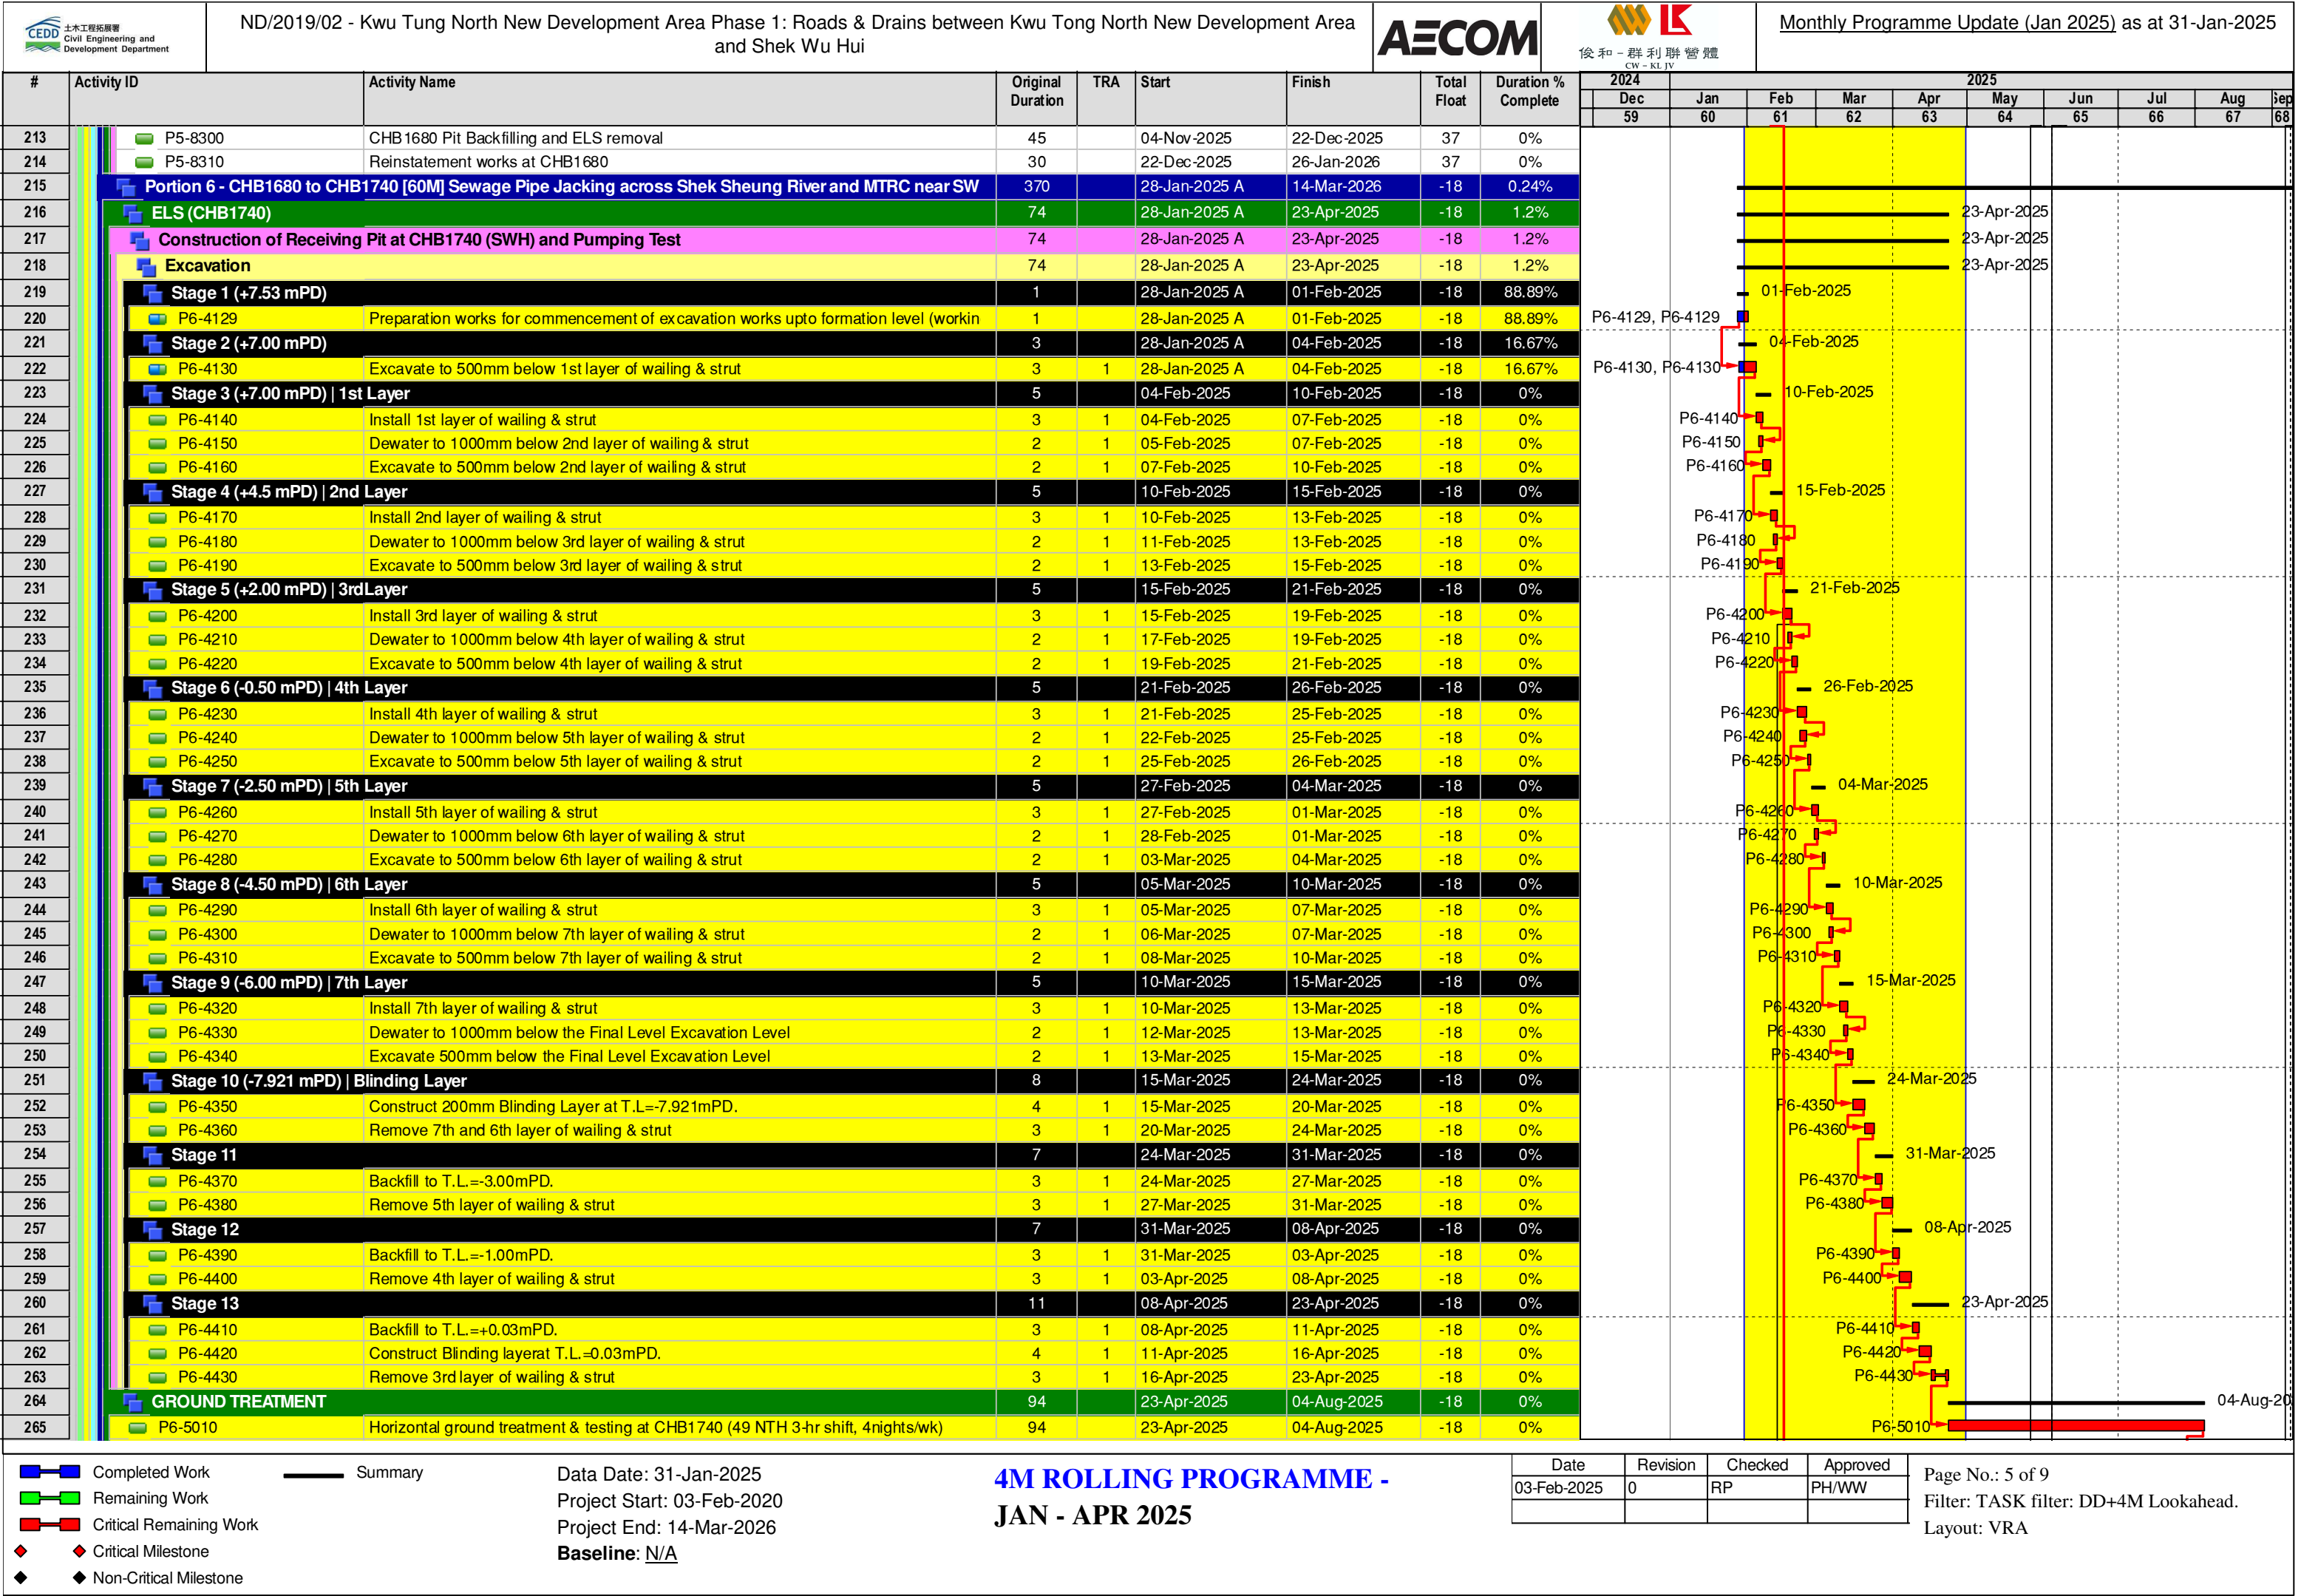 CEDD 土木工程拓展署
Civil Engineering and
Development Department
ND/2019/02 - Kwu Tung North New Development Area Phase 1: Roads & Drains between Kwu Tong North New Development Area
and Shek Wu Hui
AECOM
俊和-群利聯營體
CW – KL JV
Monthly Programme Update (Jan 2025) as at 31-Jan-2025
# Activity ID Activity Name Original Duration TRA Start Finish Total Float Duration % Complete
2024 2025
Dec Jan Feb Mar Apr May Jun Jul Aug Sep
59 60 61 62 63 64 65 66 67 68
213 P5-8300 CHB1680 Pit Backfilling and ELS removal 45 04-Nov-2025 22-Dec-2025 37 0%
214 P5-8310 Reinstatement works at CHB1680 30 22-Dec-2025 26-Jan-2026 37 0%
215 Portion 6 - CHB1680 to CHB1740 [60M] Sewage Pipe Jacking across Shek Sheung River and MTRC near SW 370 28-Jan-2025 A 14-Mar-2026 -18 0.24%
216 ELS (CHB1740) 74 28-Jan-2025 A 23-Apr-2025 -18 1.2% 23-Apr-2025
217 Construction of Receiving Pit at CHB1740 (SWH) and Pumping Test 74 28-Jan-2025 A 23-Apr-2025 -18 1.2% 23-Apr-2025
218 Excavation 74 28-Jan-2025 A 23-Apr-2025 -18 1.2% 23-Apr-2025
219 Stage 1 (+7.53 mPD) 1 28-Jan-2025 A 01-Feb-2025 -18 88.89% 01-Feb-2025
220 P6-4129 Preparation works for commencement of excavation works upto formation level (workin 1 28-Jan-2025 A 01-Feb-2025 -18 88.89% P6-4129, P6-4129
221 Stage 2 (+7.00 mPD) 3 28-Jan-2025 A 04-Feb-2025 -18 16.67% 04-Feb-2025
222 P6-4130 Excavate to 500mm below 1st layer of wailing & strut 3 1 28-Jan-2025 A 04-Feb-2025 -18 16.67% P6-4130, P6-4130
223 Stage 3 (+7.00 mPD) | 1st Layer 5 04-Feb-2025 10-Feb-2025 -18 0% 10-Feb-2025
224 P6-4140 Install 1st layer of wailing & strut 3 1 04-Feb-2025 07-Feb-2025 -18 0% P6-4140
225 P6-4150 Dewater to 1000mm below 2nd layer of wailing & strut 2 1 05-Feb-2025 07-Feb-2025 -18 0% P6-4150
226 P6-4160 Excavate to 500mm below 2nd layer of wailing & strut 2 1 07-Feb-2025 10-Feb-2025 -18 0% P6-4160
227 Stage 4 (+4.5 mPD) | 2nd Layer 5 10-Feb-2025 15-Feb-2025 -18 0% 15-Feb-2025
228 P6-4170 Install 2nd layer of wailing & strut 3 1 10-Feb-2025 13-Feb-2025 -18 0% P6-4170
229 P6-4180 Dewater to 1000mm below 3rd layer of wailing & strut 2 1 11-Feb-2025 13-Feb-2025 -18 0% P6-4180
230 P6-4190 Excavate to 500mm below 3rd layer of wailing & strut 2 1 13-Feb-2025 15-Feb-2025 -18 0% P6-4190
231 Stage 5 (+2.00 mPD) | 3rdLayer 5 15-Feb-2025 21-Feb-2025 -18 0% 21-Feb-2025
232 P6-4200 Install 3rd layer of wailing & strut 3 1 15-Feb-2025 19-Feb-2025 -18 0% P6-4200
233 P6-4210 Dewater to 1000mm below 4th layer of wailing & strut 2 1 17-Feb-2025 19-Feb-2025 -18 0% P6-4210
234 P6-4220 Excavate to 500mm below 4th layer of wailing & strut 2 1 19-Feb-2025 21-Feb-2025 -18 0% P6-4220
235 Stage 6 (-0.50 mPD) | 4th Layer 5 21-Feb-2025 26-Feb-2025 -18 0% 26-Feb-2025
236 P6-4230 Install 4th layer of wailing & strut 3 1 21-Feb-2025 25-Feb-2025 -18 0% P6-4230
237 P6-4240 Dewater to 1000mm below 5th layer of wailing & strut 2 1 22-Feb-2025 25-Feb-2025 -18 0% P6-4240
238 P6-4250 Excavate to 500mm below 5th layer of wailing & strut 2 1 25-Feb-2025 26-Feb-2025 -18 0% P6-4250
239 Stage 7 (-2.50 mPD) | 5th Layer 5 27-Feb-2025 04-Mar-2025 -18 0% 04-Mar-2025
240 P6-4260 Install 5th layer of wailing & strut 3 1 27-Feb-2025 01-Mar-2025 -18 0% P6-4260
241 P6-4270 Dewater to 1000mm below 6th layer of wailing & strut 2 1 28-Feb-2025 01-Mar-2025 -18 0% P6-4270
242 P6-4280 Excavate to 500mm below 6th layer of wailing & strut 2 1 03-Mar-2025 04-Mar-2025 -18 0% P6-4280
243 Stage 8 (-4.50 mPD) | 6th Layer 5 05-Mar-2025 10-Mar-2025 -18 0% 10-Mar-2025
244 P6-4290 Install 6th layer of wailing & strut 3 1 05-Mar-2025 07-Mar-2025 -18 0% P6-4290
245 P6-4300 Dewater to 1000mm below 7th layer of wailing & strut 2 1 06-Mar-2025 07-Mar-2025 -18 0% P6-4300
246 P6-4310 Excavate to 500mm below 7th layer of wailing & strut 2 1 08-Mar-2025 10-Mar-2025 -18 0% P6-4310
247 Stage 9 (-6.00 mPD) | 7th Layer 5 10-Mar-2025 15-Mar-2025 -18 0% 15-Mar-2025
248 P6-4320 Install 7th layer of wailing & strut 3 1 10-Mar-2025 13-Mar-2025 -18 0% P6-4320
249 P6-4330 Dewater to 1000mm below the Final Level Excavation Level 2 1 12-Mar-2025 13-Mar-2025 -18 0% P6-4330
250 P6-4340 Excavate 500mm below the Final Level Excavation Level 2 1 13-Mar-2025 15-Mar-2025 -18 0% P6-4340
251 Stage 10 (-7.921 mPD) | Blinding Layer 8 15-Mar-2025 24-Mar-2025 -18 0% 24-Mar-2025
252 P6-4350 Construct 200mm Blinding Layer at T.L=-7.921mPD. 4 1 15-Mar-2025 20-Mar-2025 -18 0% P6-4350
253 P6-4360 Remove 7th and 6th layer of wailing & strut 3 1 20-Mar-2025 24-Mar-2025 -18 0% P6-4360
254 Stage 11 7 24-Mar-2025 31-Mar-2025 -18 0% 31-Mar-2025
255 P6-4370 Backfill to T.L.=-3.00mPD. 3 1 24-Mar-2025 27-Mar-2025 -18 0% P6-4370
256 P6-4380 Remove 5th layer of wailing & strut 3 1 27-Mar-2025 31-Mar-2025 -18 0% P6-4380
257 Stage 12 7 31-Mar-2025 08-Apr-2025 -18 0% 08-Apr-2025
258 P6-4390 Backfill to T.L.=-1.00mPD. 3 1 31-Mar-2025 03-Apr-2025 -18 0% P6-4390
259 P6-4400 Remove 4th layer of wailing & strut 3 1 03-Apr-2025 08-Apr-2025 -18 0% P6-4400
260 Stage 13 11 08-Apr-2025 23-Apr-2025 -18 0% 23-Apr-2025
261 P6-4410 Backfill to T.L.=+0.03mPD. 3 1 08-Apr-2025 11-Apr-2025 -18 0% P6-4410
262 P6-4420 Construct Blinding layerat T.L.=0.03mPD. 4 1 11-Apr-2025 16-Apr-2025 -18 0% P6-4420
263 P6-4430 Remove 3rd layer of wailing & strut 3 1 16-Apr-2025 23-Apr-2025 -18 0% P6-4430
264 GROUND TREATMENT 94 23-Apr-2025 04-Aug-2025 -18 0% 04-Aug-20
265 P6-5010 Horizontal ground treatment & testing at CHB1740 (49 NTH 3-hr shift, 4nights/wk) 94 23-Apr-2025 04-Aug-2025 -18 0% P6-5010
Completed Work
Remaining Work
Critical Remaining Work
Critical Milestone
Non-Critical Milestone
Summary
Data Date: 31-Jan-2025
Project Start: 03-Feb-2020
Project End: 14-Mar-2026
Baseline: N/A
4M ROLLING PROGRAMME -
JAN - APR 2025
Date Revision Checked Approved
03-Feb-2025 0 RP PH/WW
Page No.: 5 of 9
Filter: TASK filter: DD+4M Lookahead.
Layout: VRA